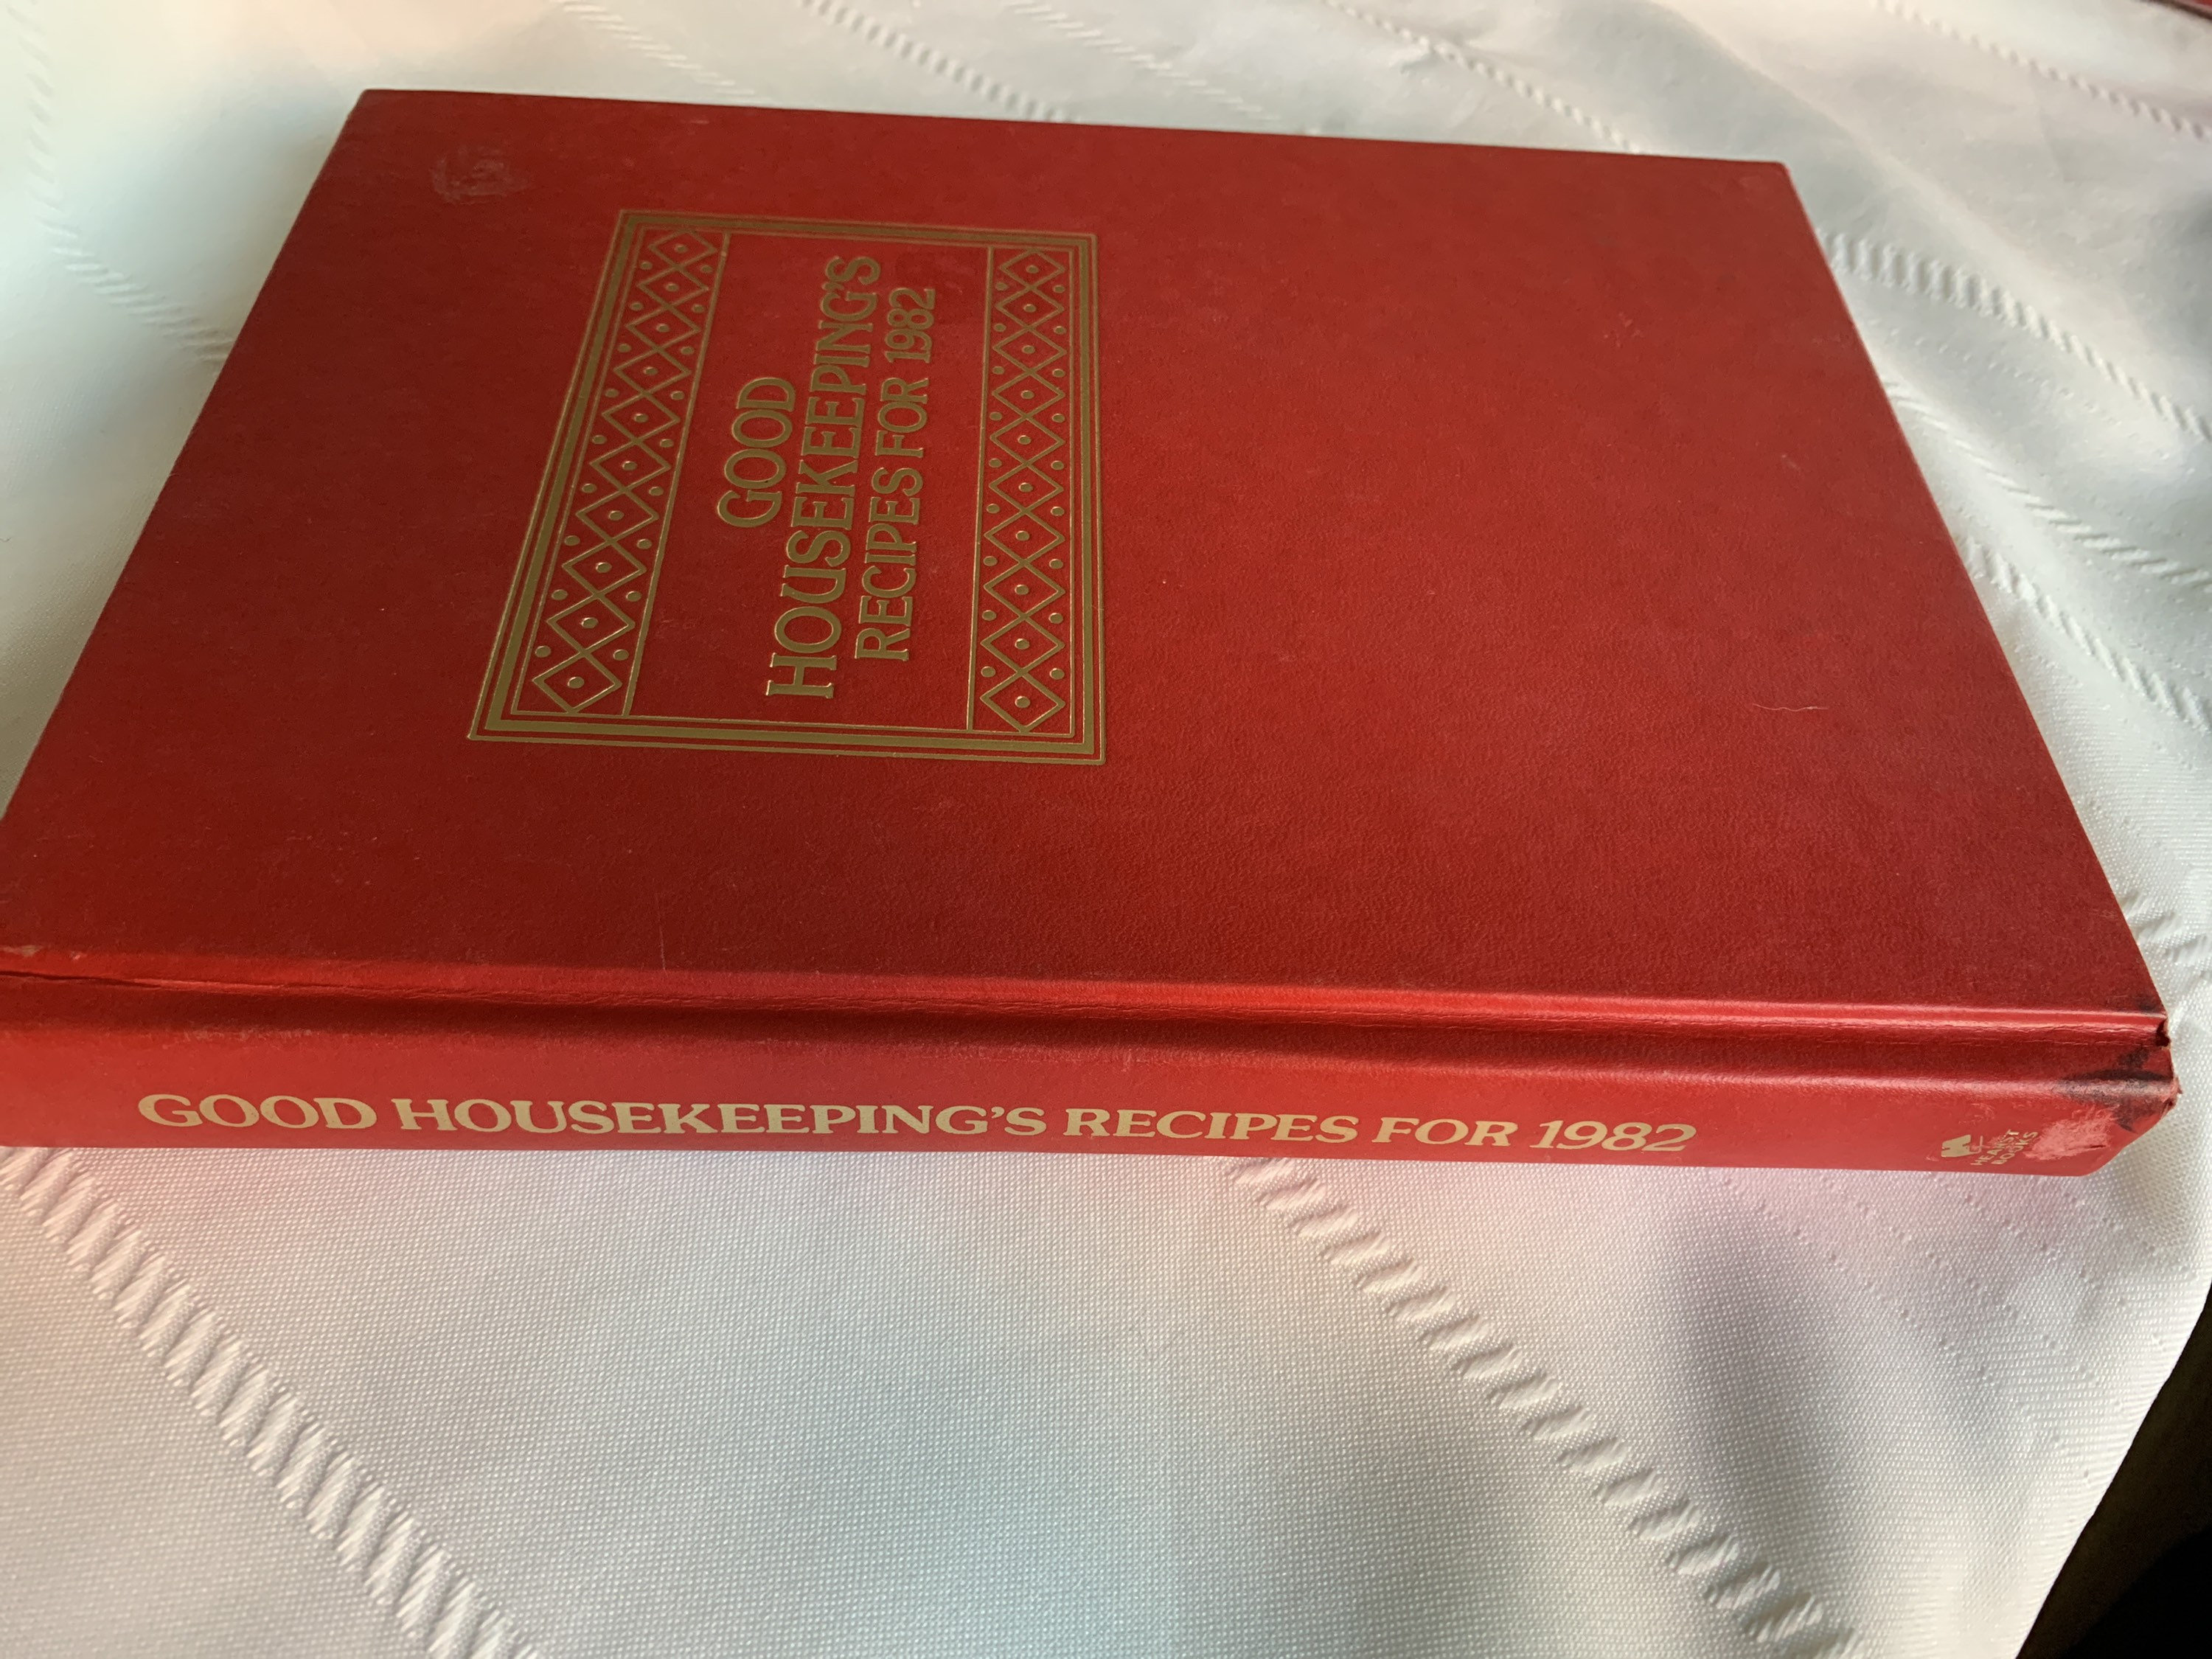 GOOD
HOUSEKEEPING'S
RECIPES FOR 1982
GOOD HOUSEKEEPING'S RECIPES FOR 1982
HEARST
BOOKS